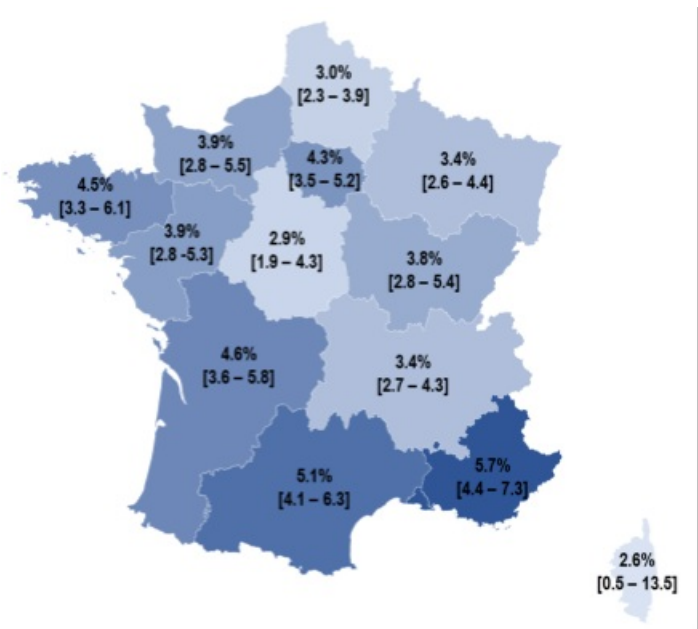 3.0%
[2.3 – 3.9]
3.9%
[2.8 – 5.5]
4.3%
[3.5 – 5.2]
3.4%
[2.6 – 4.4]
4.5%
[3.3 – 6.1]
3.9%
[2.8 -5.3]
2.9%
[1.9 – 4.3]
3.8%
[2.8 – 5.4]
4.6%
[3.6 – 5.8]
3.4%
[2.7 – 4.3]
5.1%
[4.1 – 6.3]
5.7%
[4.4 – 7.3]
2.6%
[0.5 – 13.5]